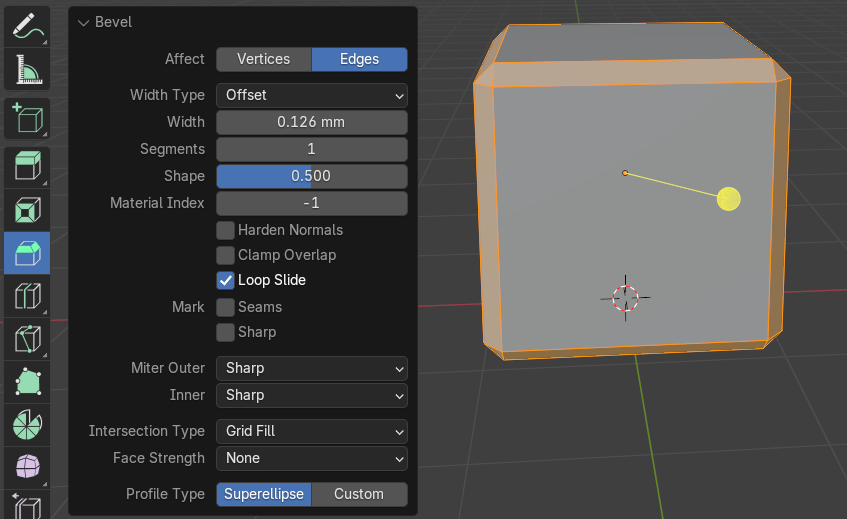 Bevel
Affect Vertices Edges
Width Type Offset
Width 0.126 mm
Segments 1
Shape 0.500
Material Index -1
Harden Normals
Clamp Overlap
Loop Slide
Mark Seams
Sharp
Miter Outer Sharp
Inner Sharp
Intersection Type Grid Fill
Face Strength None
Profile Type Superellipse Custom